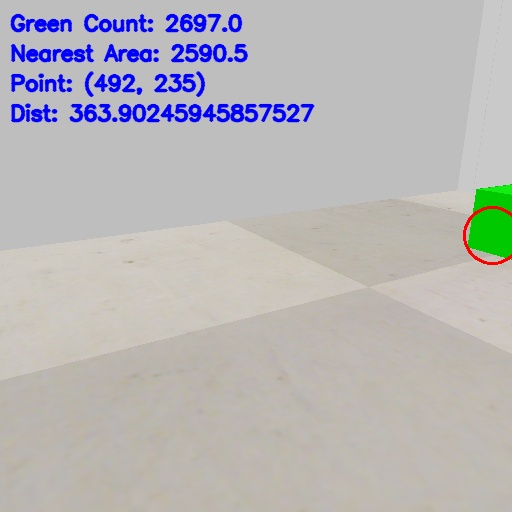 Green Count: 2697.0
Nearest Area: 2590.5
Point: (492, 235)
Dist: 363.90245945857527